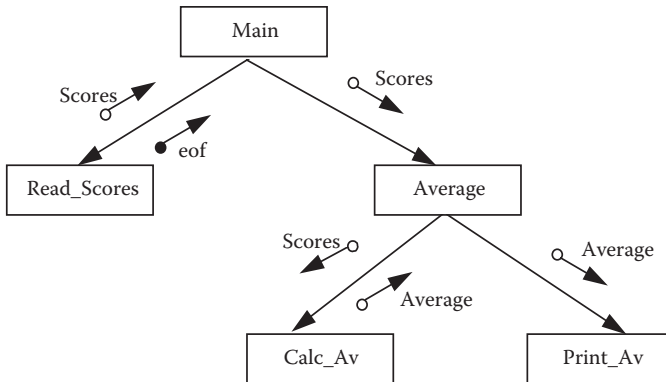 Main
Scores
Scores
eof
Read_Scores
Average
Scores
Average
Average
Calc_Av
Print_Av